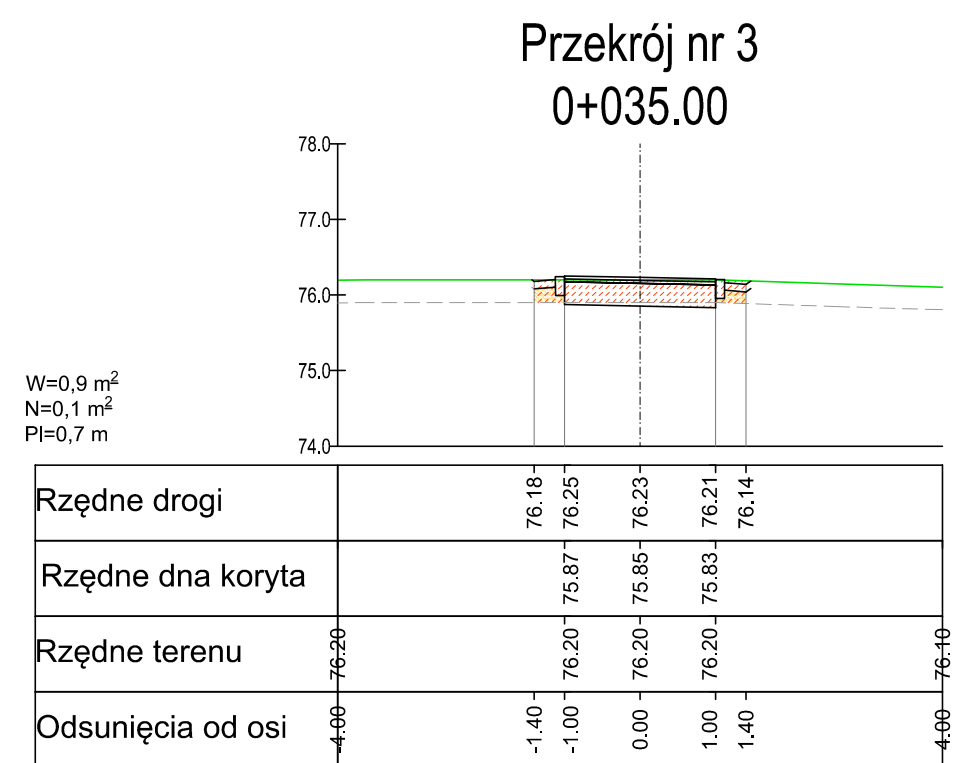 Przekrój nr 3
0+035.00
78.0
77.0
76.0
75.0
74.0
W=0,9 m²
N=0,1 m²
Pl=0,7 m
Rzędne drogi 76.18 76.25 76.23 76.21 76.14
Rzędne dna koryta 75.87 75.85 75.83
Rzędne terenu 76.20 76.20 76.20 76.20 76.10
Odsunięcia od osi -4.00 -1.40 -1.00 0.00 1.00 1.40 4.00